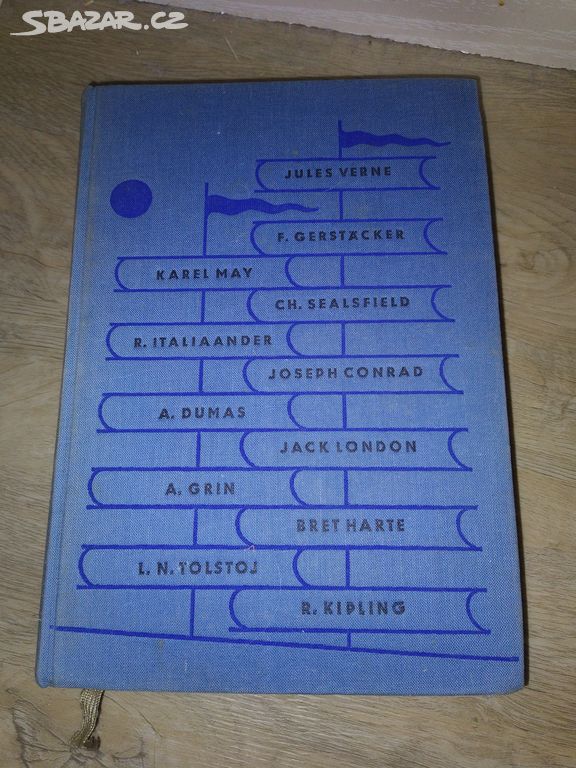 SBAZAR.CZ
JULES VERNE
F. GERSTÄCKER
KAREL MAY
CH. SEALSFIELD
R. ITALIAANDER
JOSEPH CONRAD
A. DUMAS
JACK LONDON
A. GRIN
BRET HARTE
L. N. TOLSTOJ
R. KIPLING